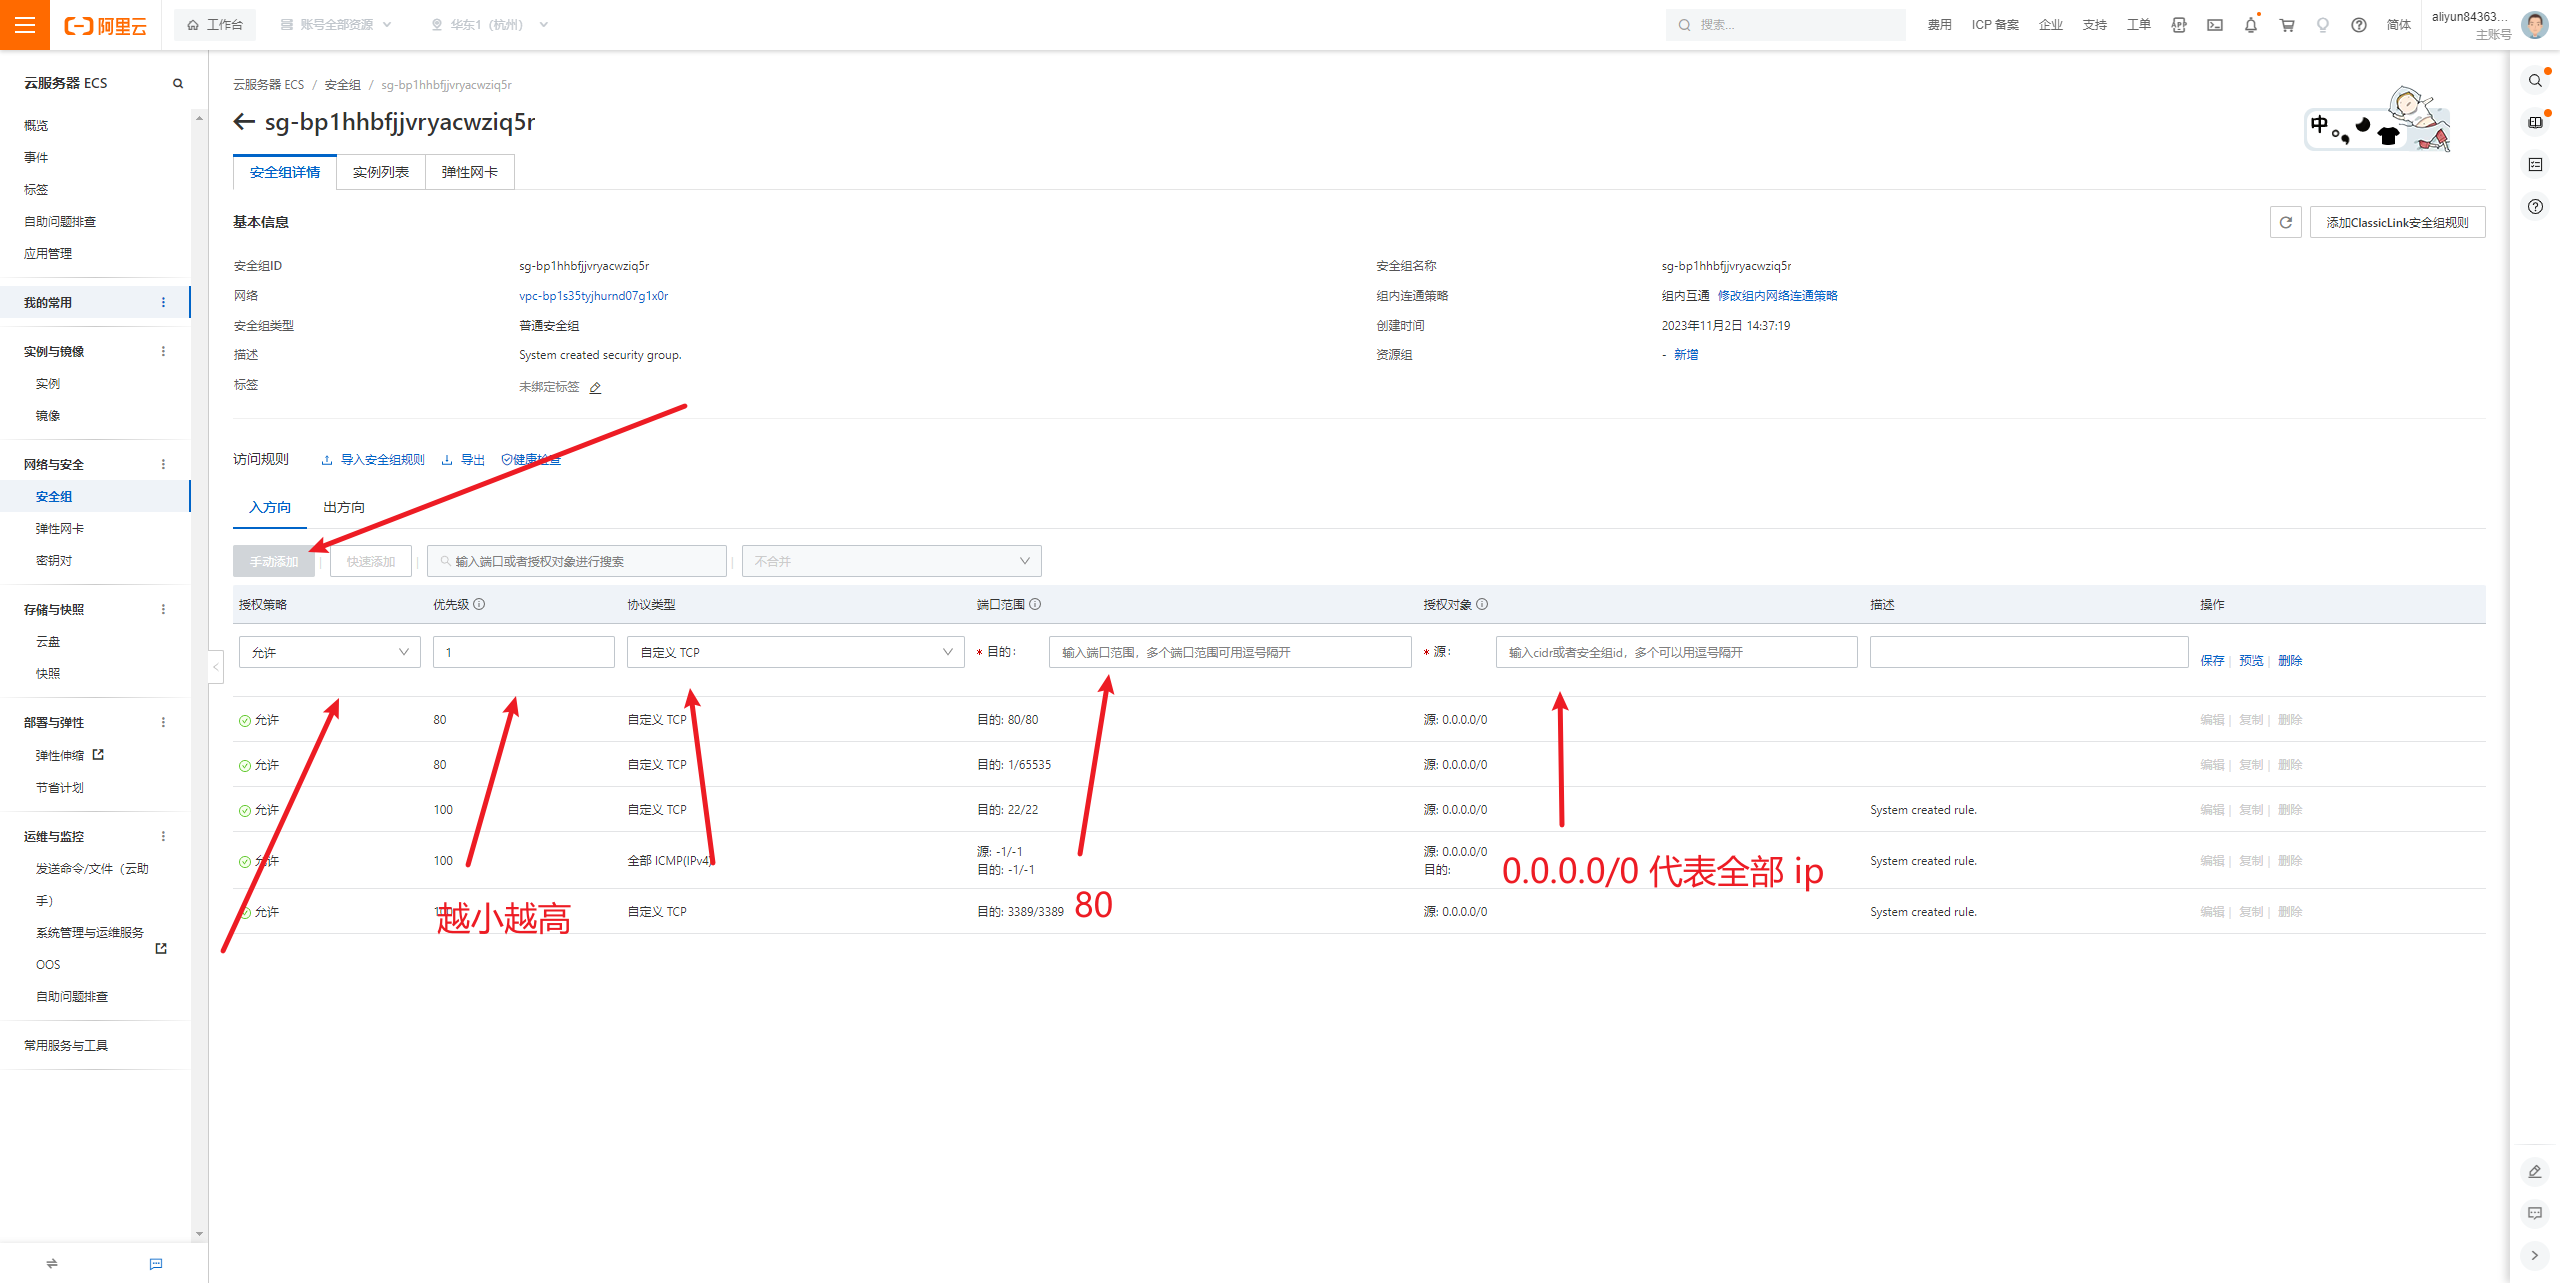 阿里云 工作台 账号全部资源 华东1（杭州） 搜索... 费用 ICP 备案 企业 支持 工单 简体 aliyun84363...
主账号
云服务器 ECS
概览
事件
标签
自助问题排查
应用管理
我的常用
实例与镜像
实例
镜像
网络与安全
安全组
弹性网卡
密钥对
存储与快照
云盘
快照
部署与弹性
弹性伸缩
节省计划
运维与监控
发送命令/文件（云助
手）
系统管理与运维服务
OOS
自助问题排查
常用服务与工具
云服务器 ECS / 安全组 / sg-bp1hhbfjjvryacwziq5r
sg-bp1hhbfjjvryacwziq5r
中
安全组详情 实例列表 弹性网卡
基本信息 添加ClassicLink安全组规则
安全组ID sg-bp1hhbfjjvryacwziq5r 安全组名称 sg-bp1hhbfjjvryacwziq5r
网络 vpc-bp1s35tyjhurnd07g1x0r 组内连通策略 组内互通 修改组内网络连通策略
安全组类型 普通安全组 创建时间 2023年11月2日 14:37:19
描述 System created security group. 资源组 - 新增
标签 未绑定标签
访问规则 导入安全组规则 导出 健康检查
入方向 出方向
手动添加 快速添加 输入端口或者授权对象进行搜索 不合并
授权策略 优先级 协议类型 端口范围 授权对象 描述 操作
允许 1 自定义 TCP * 目的： 输入端口范围，多个端口范围可用逗号隔开 * 源： 输入cidr或者安全组id，多个可以用逗号隔开 保存 | 预览 | 删除
允许 80 自定义 TCP 目的: 80/80 源: 0.0.0.0/0 编辑 | 复制 | 删除
允许 80 自定义 TCP 目的: 1/65535 源: 0.0.0.0/0 编辑 | 复制 | 删除
允许 100 自定义 TCP 目的: 22/22 源: 0.0.0.0/0 System created rule. 编辑 | 复制 | 删除
允许 100 全部 ICMP(IPv4) 源: -1/-1 源: 0.0.0.0/0 System created rule. 编辑 | 复制 | 删除
目的: -1/-1 目的:
允许 100 自定义 TCP 目的: 3389/3389 源: 0.0.0.0/0 System created rule. 编辑 | 复制 | 删除
0.0.0.0/0 代表全部 ip
越小越高
80